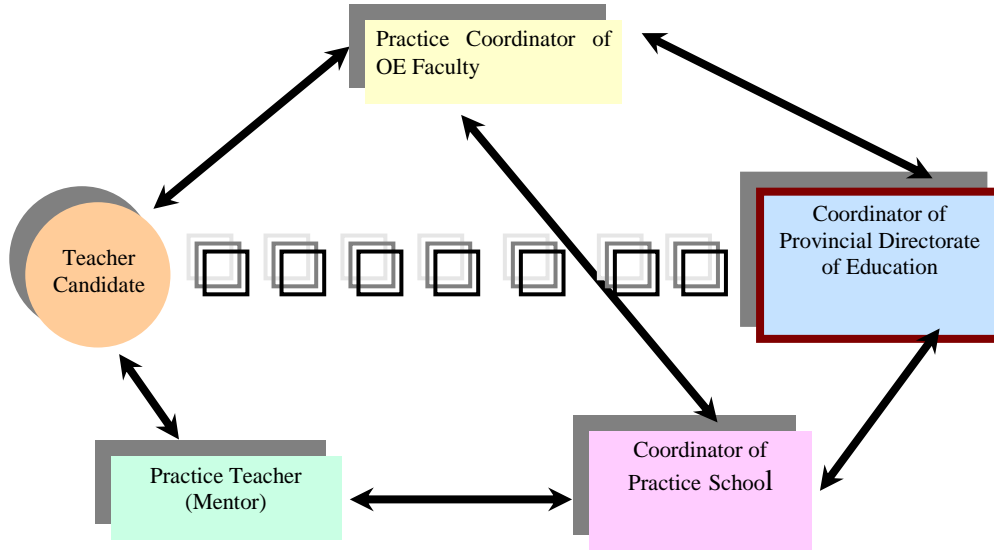 Practice Coordinator of
OE Faculty
Teacher
Candidate
Coordinator of
Provincial Directorate
of Education
Practice Teacher
(Mentor)
Coordinator of
Practice School